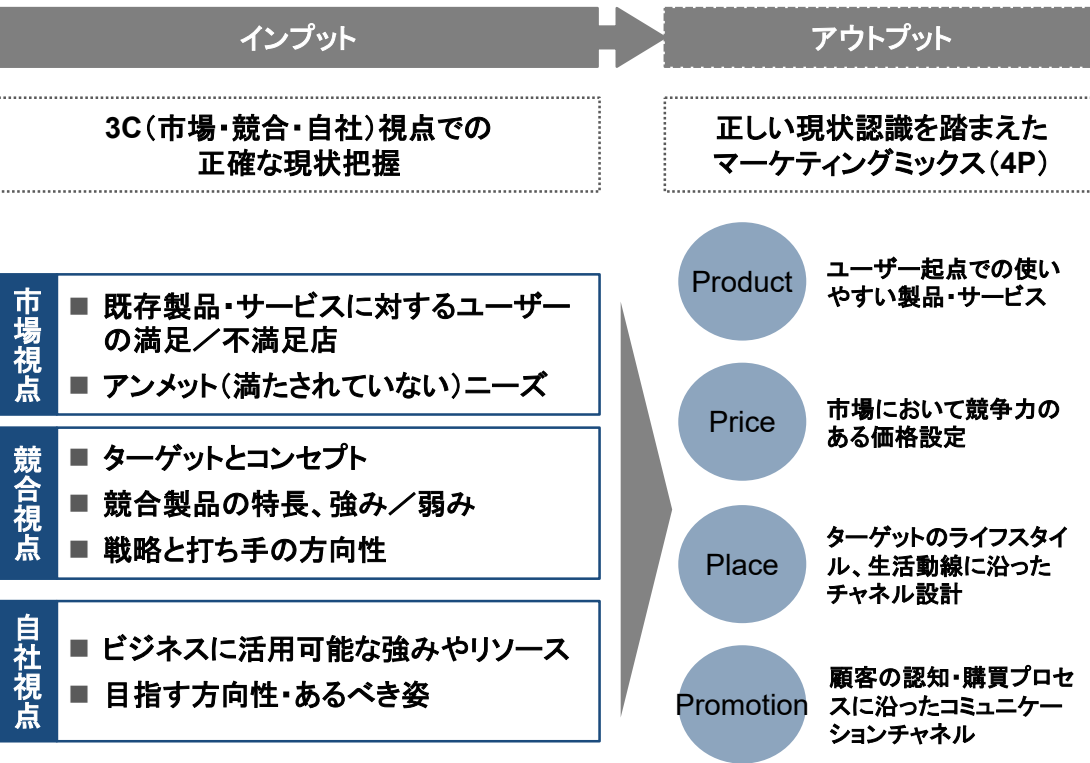 インプット
アウトプット
3C（市場・競合・自社）視点での
正確な現状把握
正しい現状認識を踏まえた
マーケティングミックス（4P）
市場視点
■ 既存製品・サービスに対するユーザー
の満足／不満足店
■ アンメット（満たされていない）ニーズ
競合視点
■ ターゲットとコンセプト
■ 競合製品の特長、強み／弱み
■ 戦略と打ち手の方向性
自社視点
■ ビジネスに活用可能な強みやリソース
■ 目指す方向性・あるべき姿
Product
ユーザー起点での使い
やすい製品・サービス
Price
市場において競争力の
ある価格設定
Place
ターゲットのライフスタイ
ル、生活動線に沿った
チャネル設計
Promotion
顧客の認知・購買プロセ
スに沿ったコミュニケー
ションチャネル